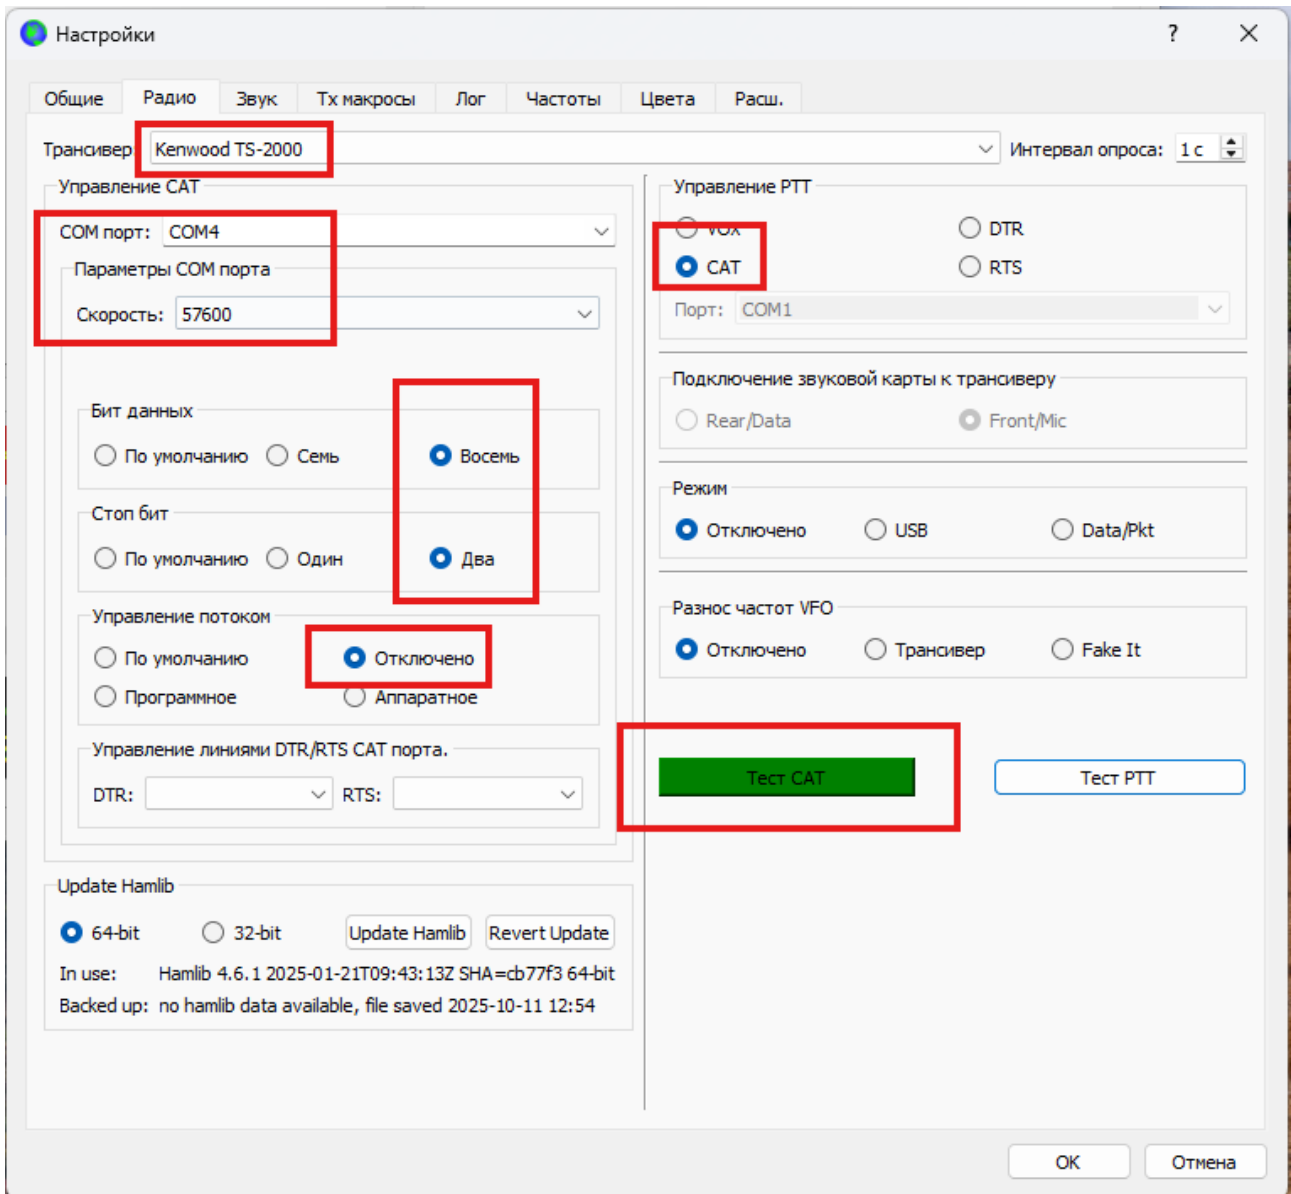 Настройки ?
Общие Радио Звук Tx макросы Лог Частоты Цвета Расш.
Трансивер: Kenwood TS-2000 Интервал опроса: 1 с
Управление CAT
COM порт: COM4
Параметры COM порта
Скорость: 57600
Бит данных
По умолчанию Семь Восемь
Стоп бит
По умолчанию Один Два
Управление потоком
По умолчанию Отключено
Программное Аппаратное
Управление линиями DTR/RTS CAT порта.
DTR: RTS:
Update Hamlib
64-bit 32-bit Update Hamlib Revert Update
In use: Hamlib 4.6.1 2025-01-21T09:43:13Z SHA=cb77f3 64-bit
Backed up: no hamlib data available, file saved 2025-10-11 12:54
Управление PTT
VOX DTR
CAT RTS
Порт: COM1
Подключение звуковой карты к трансиверу
Rear/Data Front/Mic
Режим
Отключено USB Data/Pkt
Разнос частот VFO
Отключено Трансивер Fake It
Тест CAT Тест PTT
OK Отмена